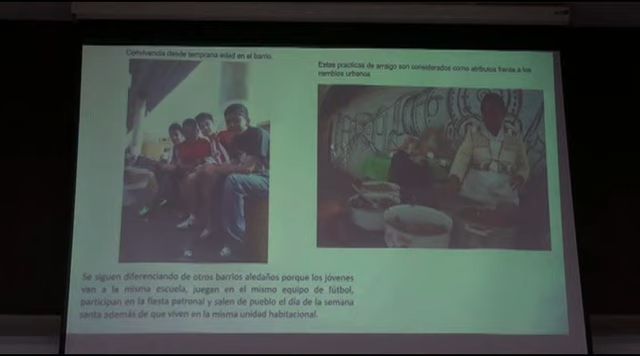 Convivencia desde temprana edad en el barrio.
Estas practicas de arraigo son considerados como atributos frente a los
cambios urbanos
Se siguen diferenciando de otros barrios aledaños porque los jóvenes
van a la misma escuela, juegan en el mismo equipo de fútbol,
participan en la fiesta patronal y salen de pueblo el día de la semana
santa además de que viven en la misma unidad habitacional.